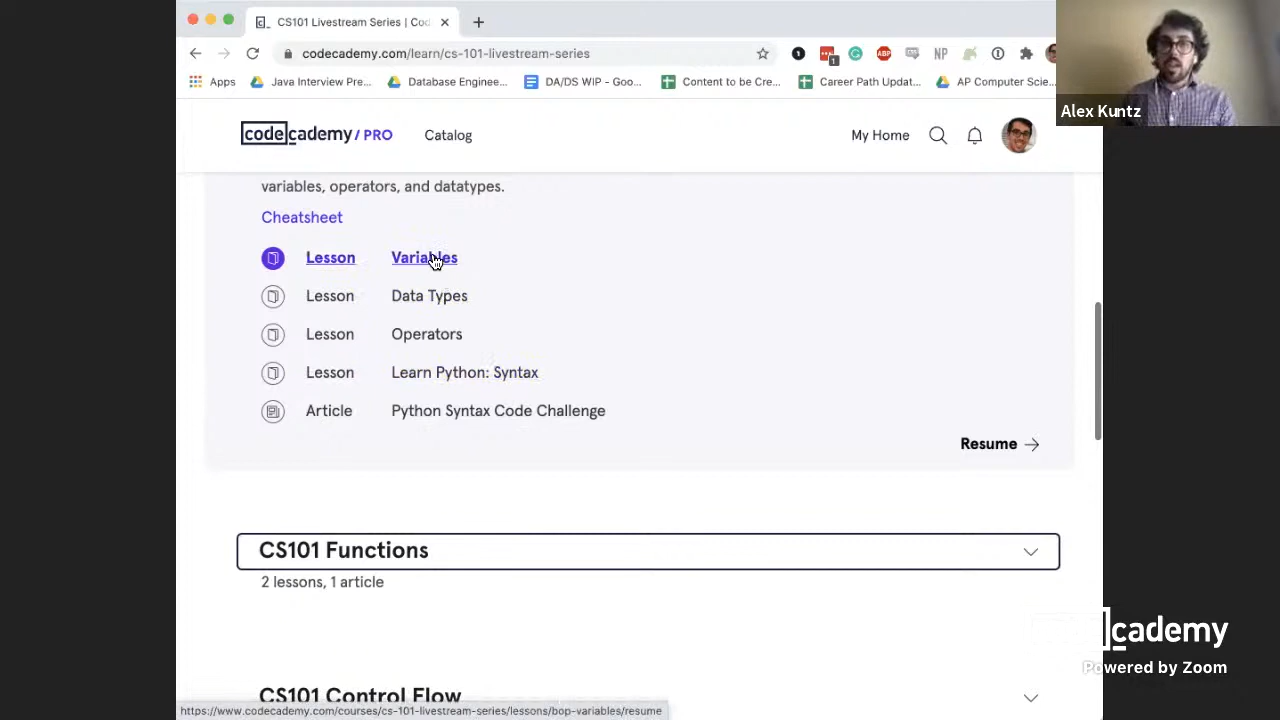 CS101 Livestream Series | Cod
codecademy.com/learn/cs-101-livestream-series
1
ABP
NP
1
Apps
Java Interview Pre...
Database Enginee...
DA/DS WIP - Goo...
Content to be Cre...
Career Path Updat...
AP Computer Scie...
Alex Kuntz
codecademy / PRO
Catalog
My Home
variables, operators, and datatypes.
Cheatsheet
Lesson Variables
Lesson Data Types
Lesson Operators
Lesson Learn Python: Syntax
Article Python Syntax Code Challenge
Resume
CS101 Functions
2 lessons, 1 article
cademy
Powered by Zoom
CS101 Control Flow
https://www.codecademy.com/courses/cs-101-livestream-series/lessons/bop-variables/resume